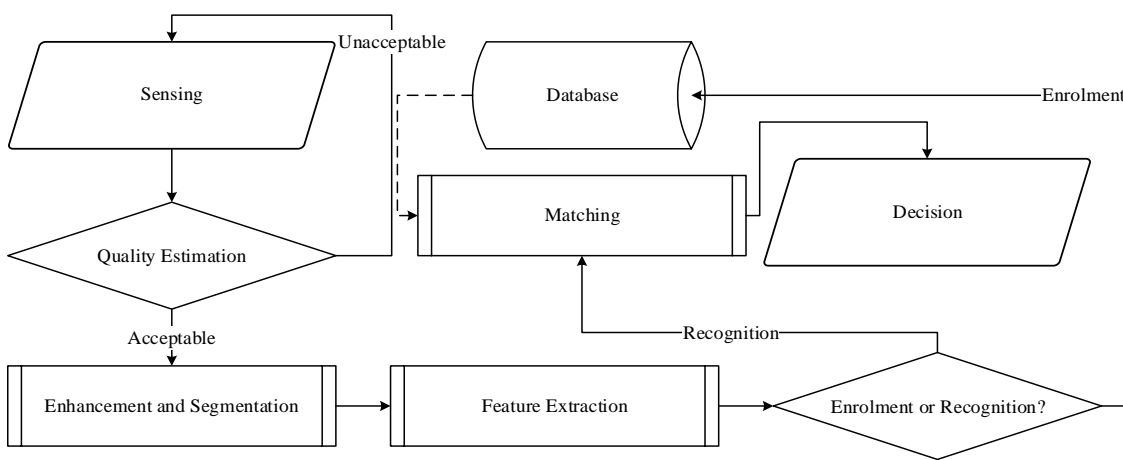 Unacceptable
Sensing
Database
Enrolment
Matching
Decision
Quality Estimation
Acceptable
Recognition
Enhancement and Segmentation
Feature Extraction
Enrolment or Recognition?